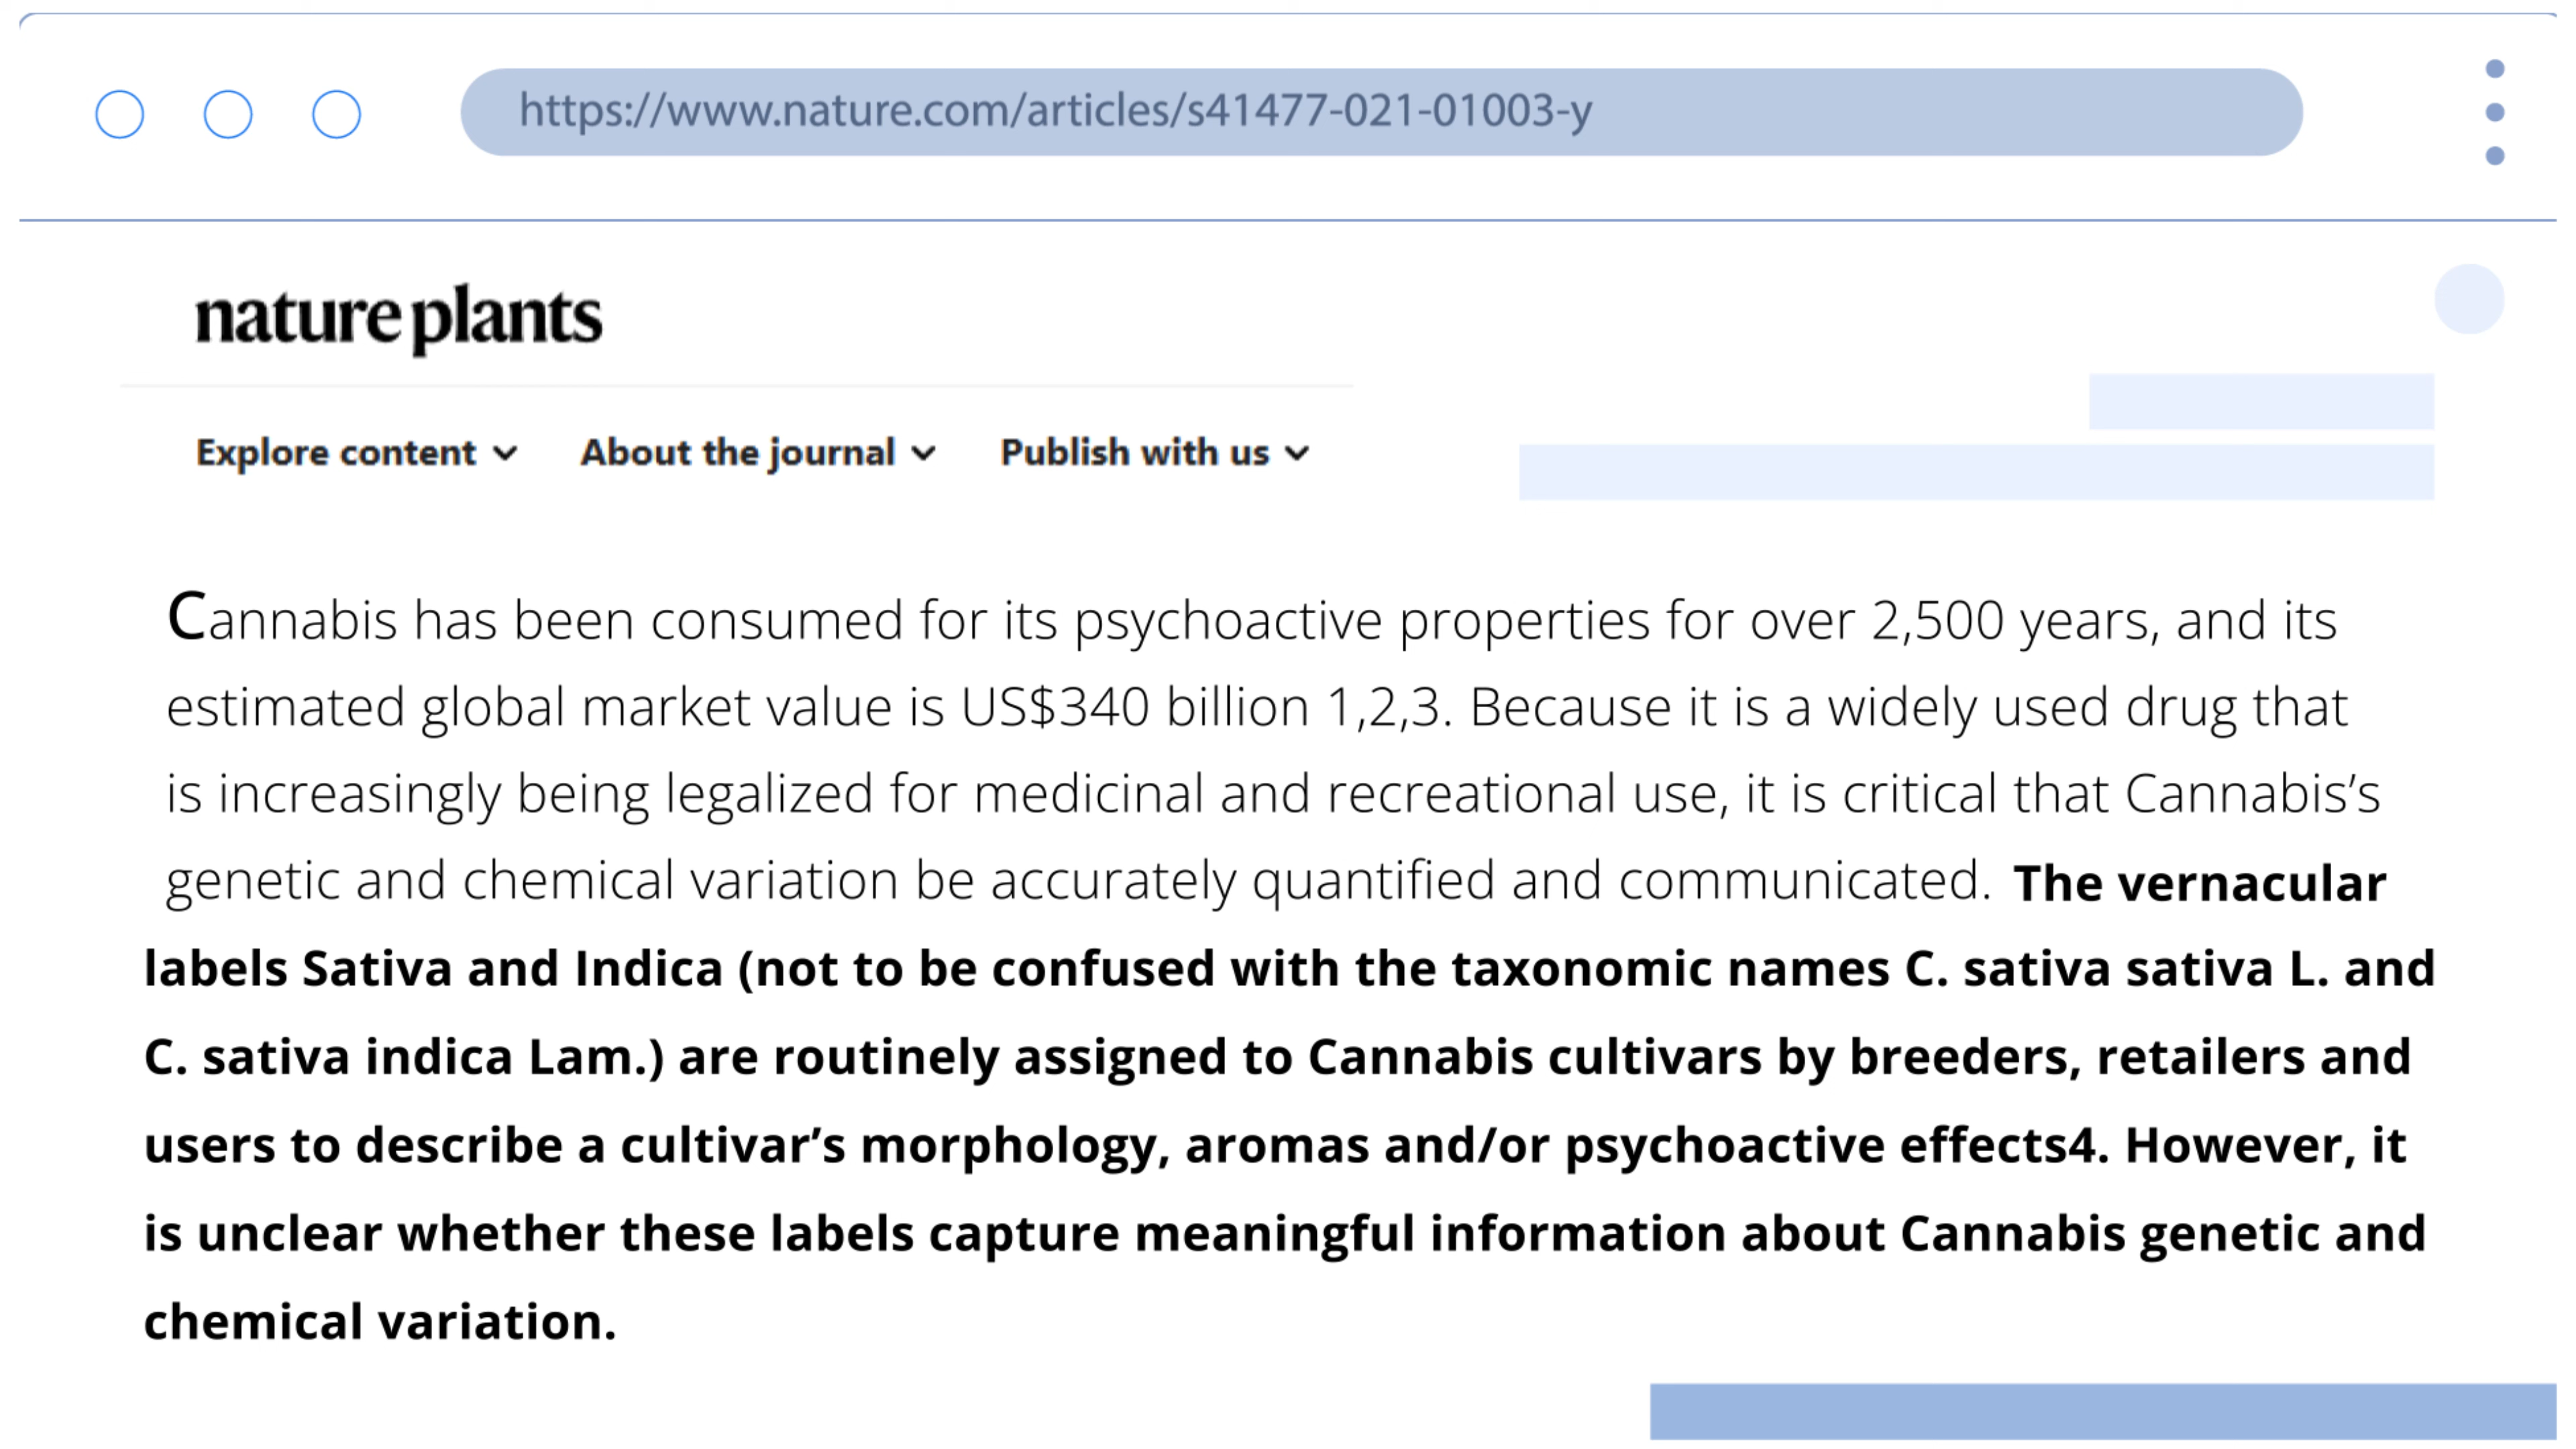 https://www.nature.com/articles/s41477-021-01003-y
nature plants
Explore content About the journal Publish with us
Cannabis has been consumed for its psychoactive properties for over 2,500 years, and its
estimated global market value is US$340 billion 1,2,3. Because it is a widely used drug that
is increasingly being legalized for medicinal and recreational use, it is critical that Cannabis’s
genetic and chemical variation be accurately quantified and communicated. The vernacular
labels Sativa and Indica (not to be confused with the taxonomic names C. sativa sativa L. and
C. sativa indica Lam.) are routinely assigned to Cannabis cultivars by breeders, retailers and
users to describe a cultivar’s morphology, aromas and/or psychoactive effects4. However, it
is unclear whether these labels capture meaningful information about Cannabis genetic and
chemical variation.